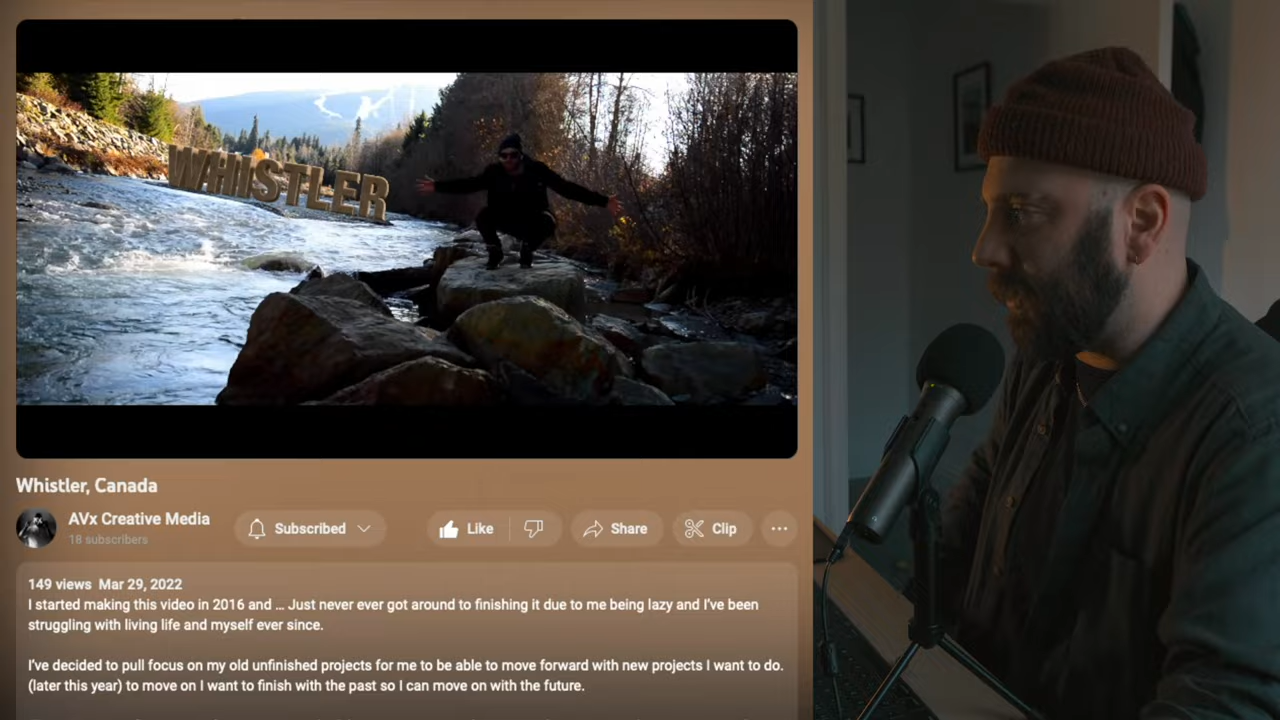 WHISTLER
Whistler, Canada
AVx Creative Media
18 subscribers
Subscribed
Like
Share
Clip
149 views Mar 29, 2022
I started making this video in 2016 and ... Just never ever got around to finishing it due to me being lazy and I've been
struggling with living life and myself ever since.
I've decided to pull focus on my old unfinished projects for me to be able to move forward with new projects I want to do.
(later this year) to move on I want to finish with the past so I can move on with the future.